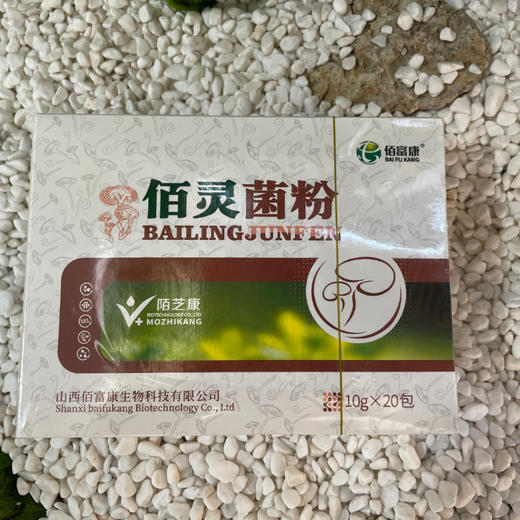 佰富康
BAI FU KANG
佰灵菌粉
BAILINGJUNFEN
陌芝康
BIOTECHNOLOGY CO., LTD
MOZHIKANG
山西佰富康生物科技有限公司
Shanxi baifukang Biotechnology Co., Ltd
10g×20包